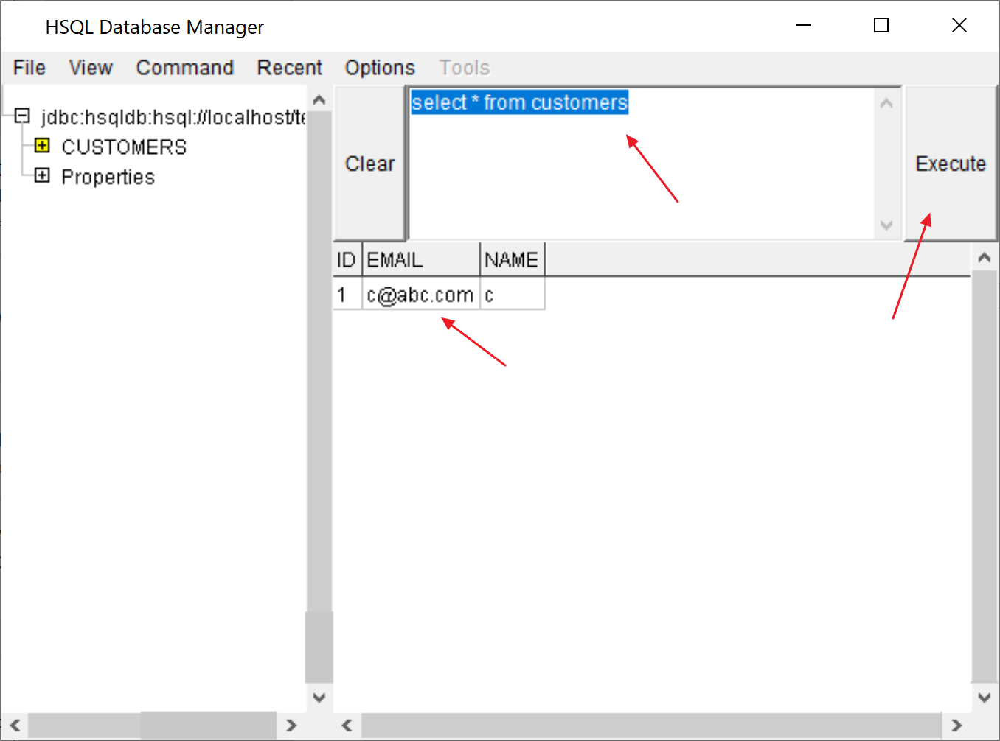 HSQL Database Manager
File View Command Recent Options Tools
jdbc:hsqldb:hsql://localhost/te
CUSTOMERS
Properties
Clear
select * from customers
Execute
ID EMAIL NAME
1 c@abc.com c